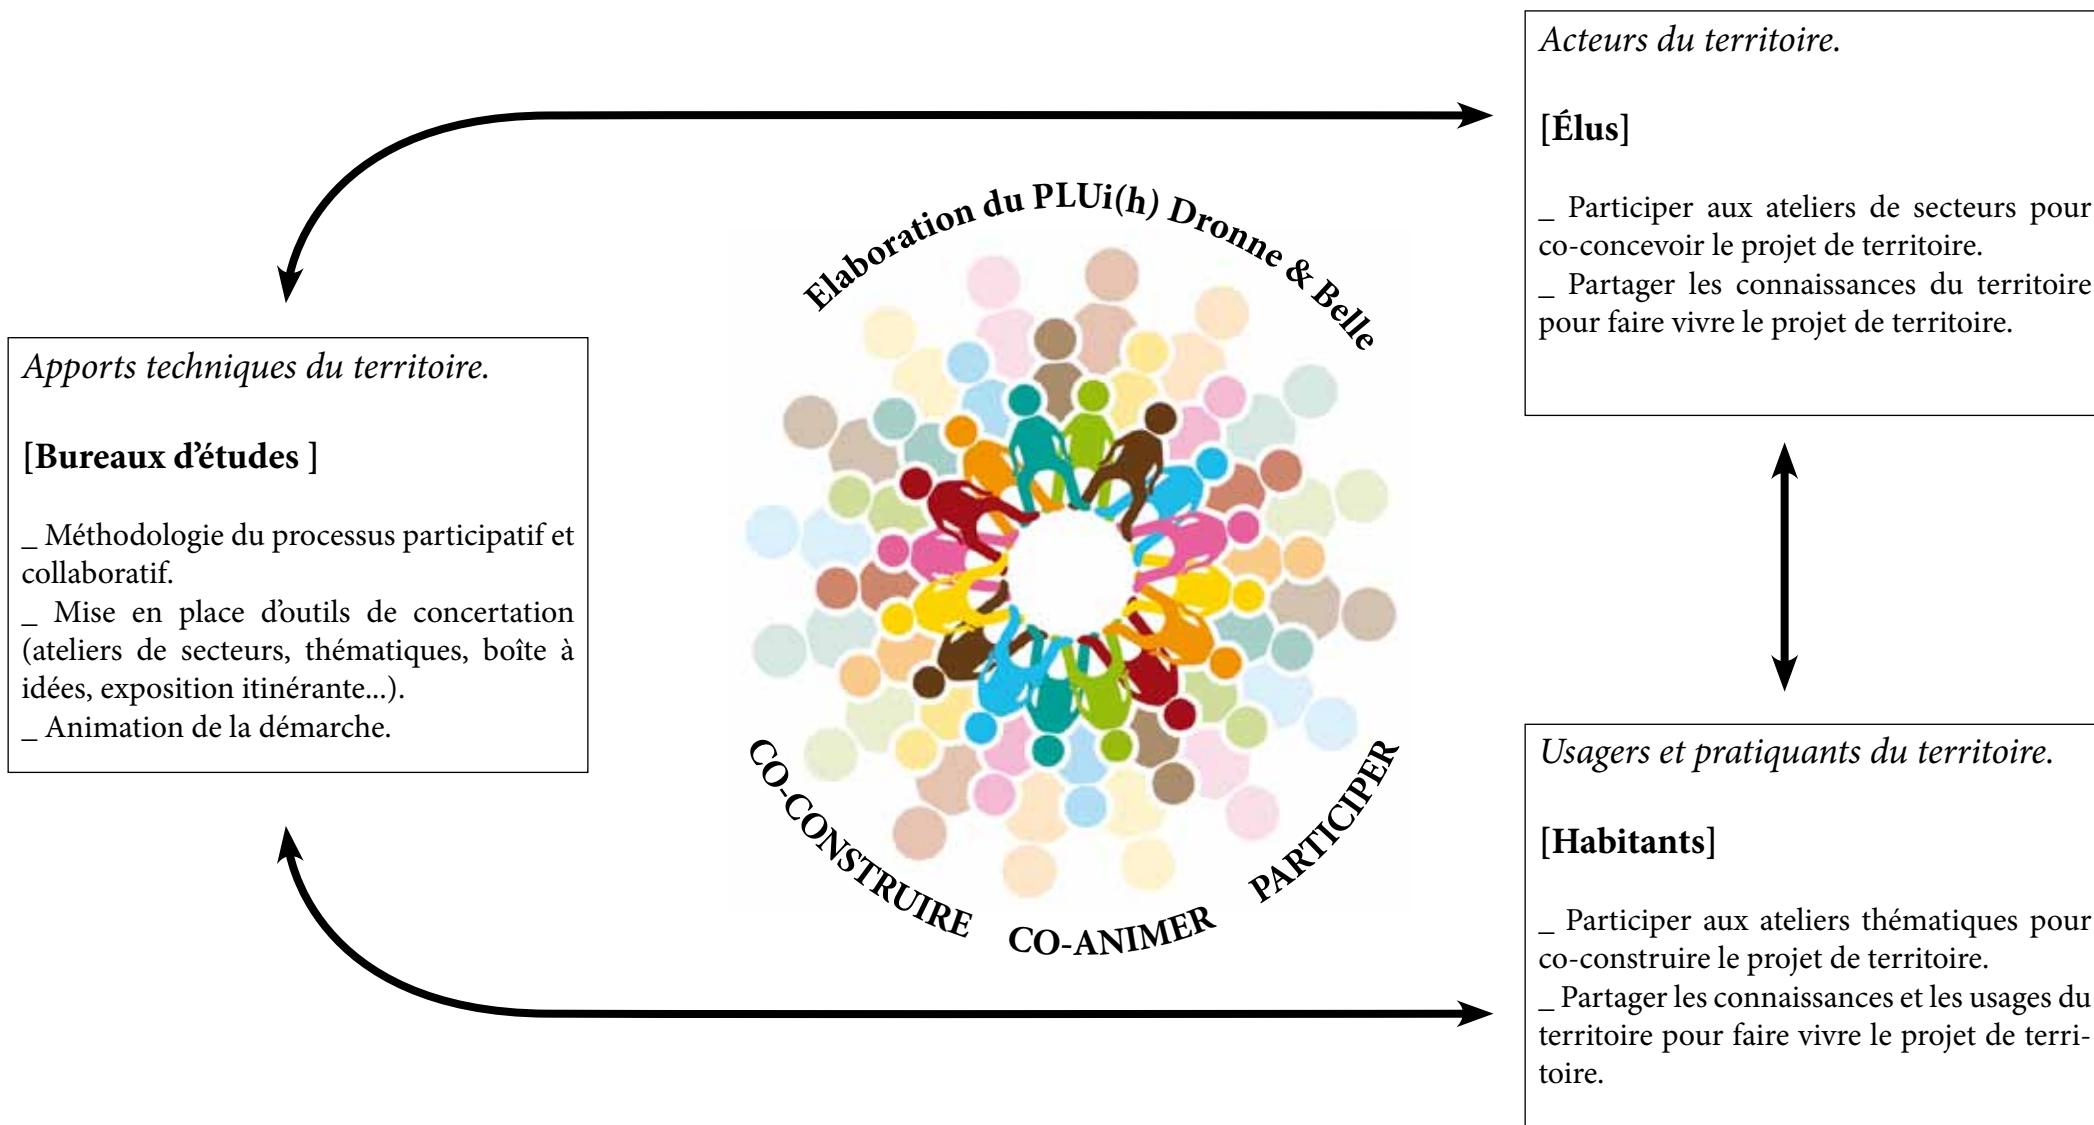 Acteurs du territoire.
[Élus]
_ Participer aux ateliers de secteurs pour
co-concevoir le projet de territoire.
_ Partager les connaissances du territoire
pour faire vivre le projet de territoire.
Elaboration du PLUi(h) Dronne & Belle
Apports techniques du territoire.
[Bureaux d’études ]
_ Méthodologie du processus participatif et
collaboratif.
_ Mise en place d’outils de concertation
(ateliers de secteurs, thématiques, boîte à
idées, exposition itinérante...).
_ Animation de la démarche.
CO-CONSTRUIRE CO-ANIMER PARTICIPER
Usagers et pratiquants du territoire.
[Habitants]
_ Participer aux ateliers thématiques pour
co-construire le projet de territoire.
_ Partager les connaissances et les usages du
territoire pour faire vivre le projet de terri-
toire.